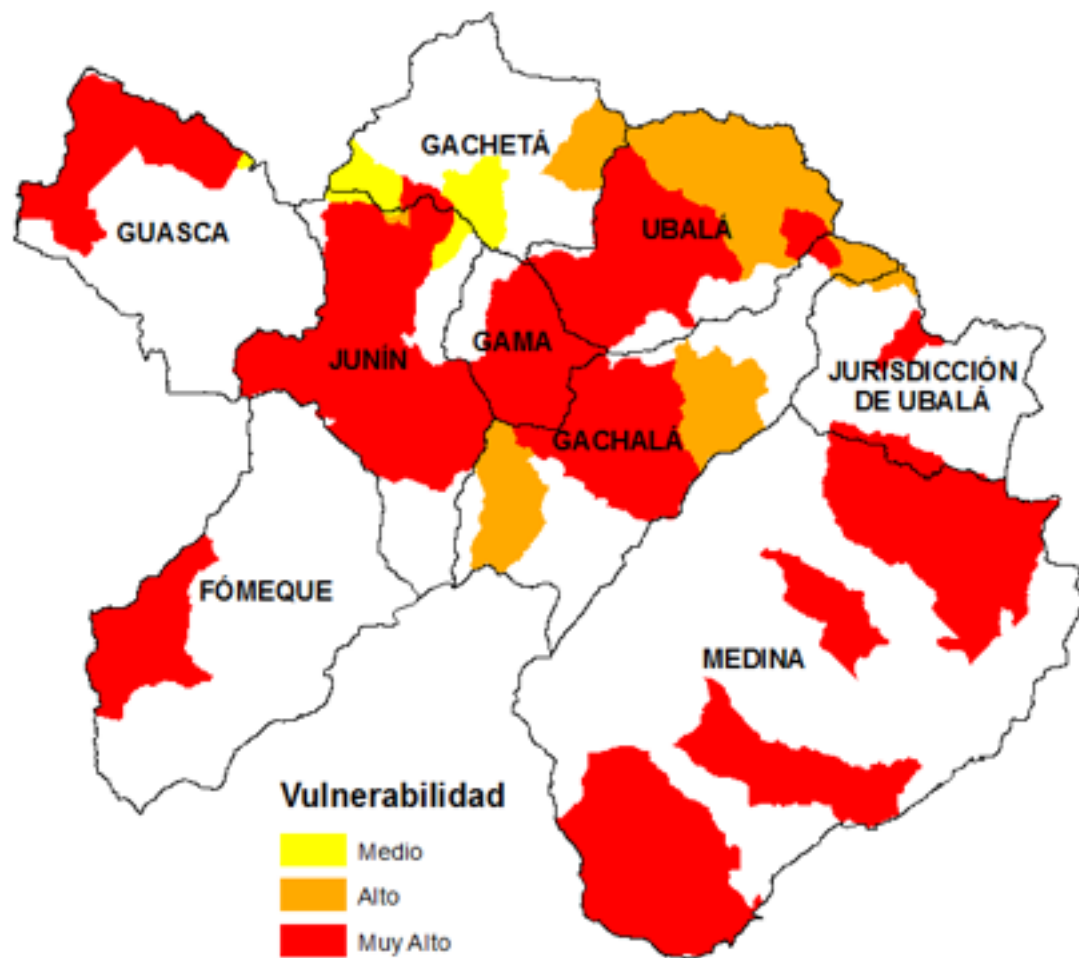 GACHETÁ
GUASCA
UBALÁ
GAMA
JUNÍN
JURISDICCIÓN
DE UBALÁ
GACHALÁ
FÓMEQUE
MEDINA
Vulnerabilidad
Medio
Alto
Muy Alto